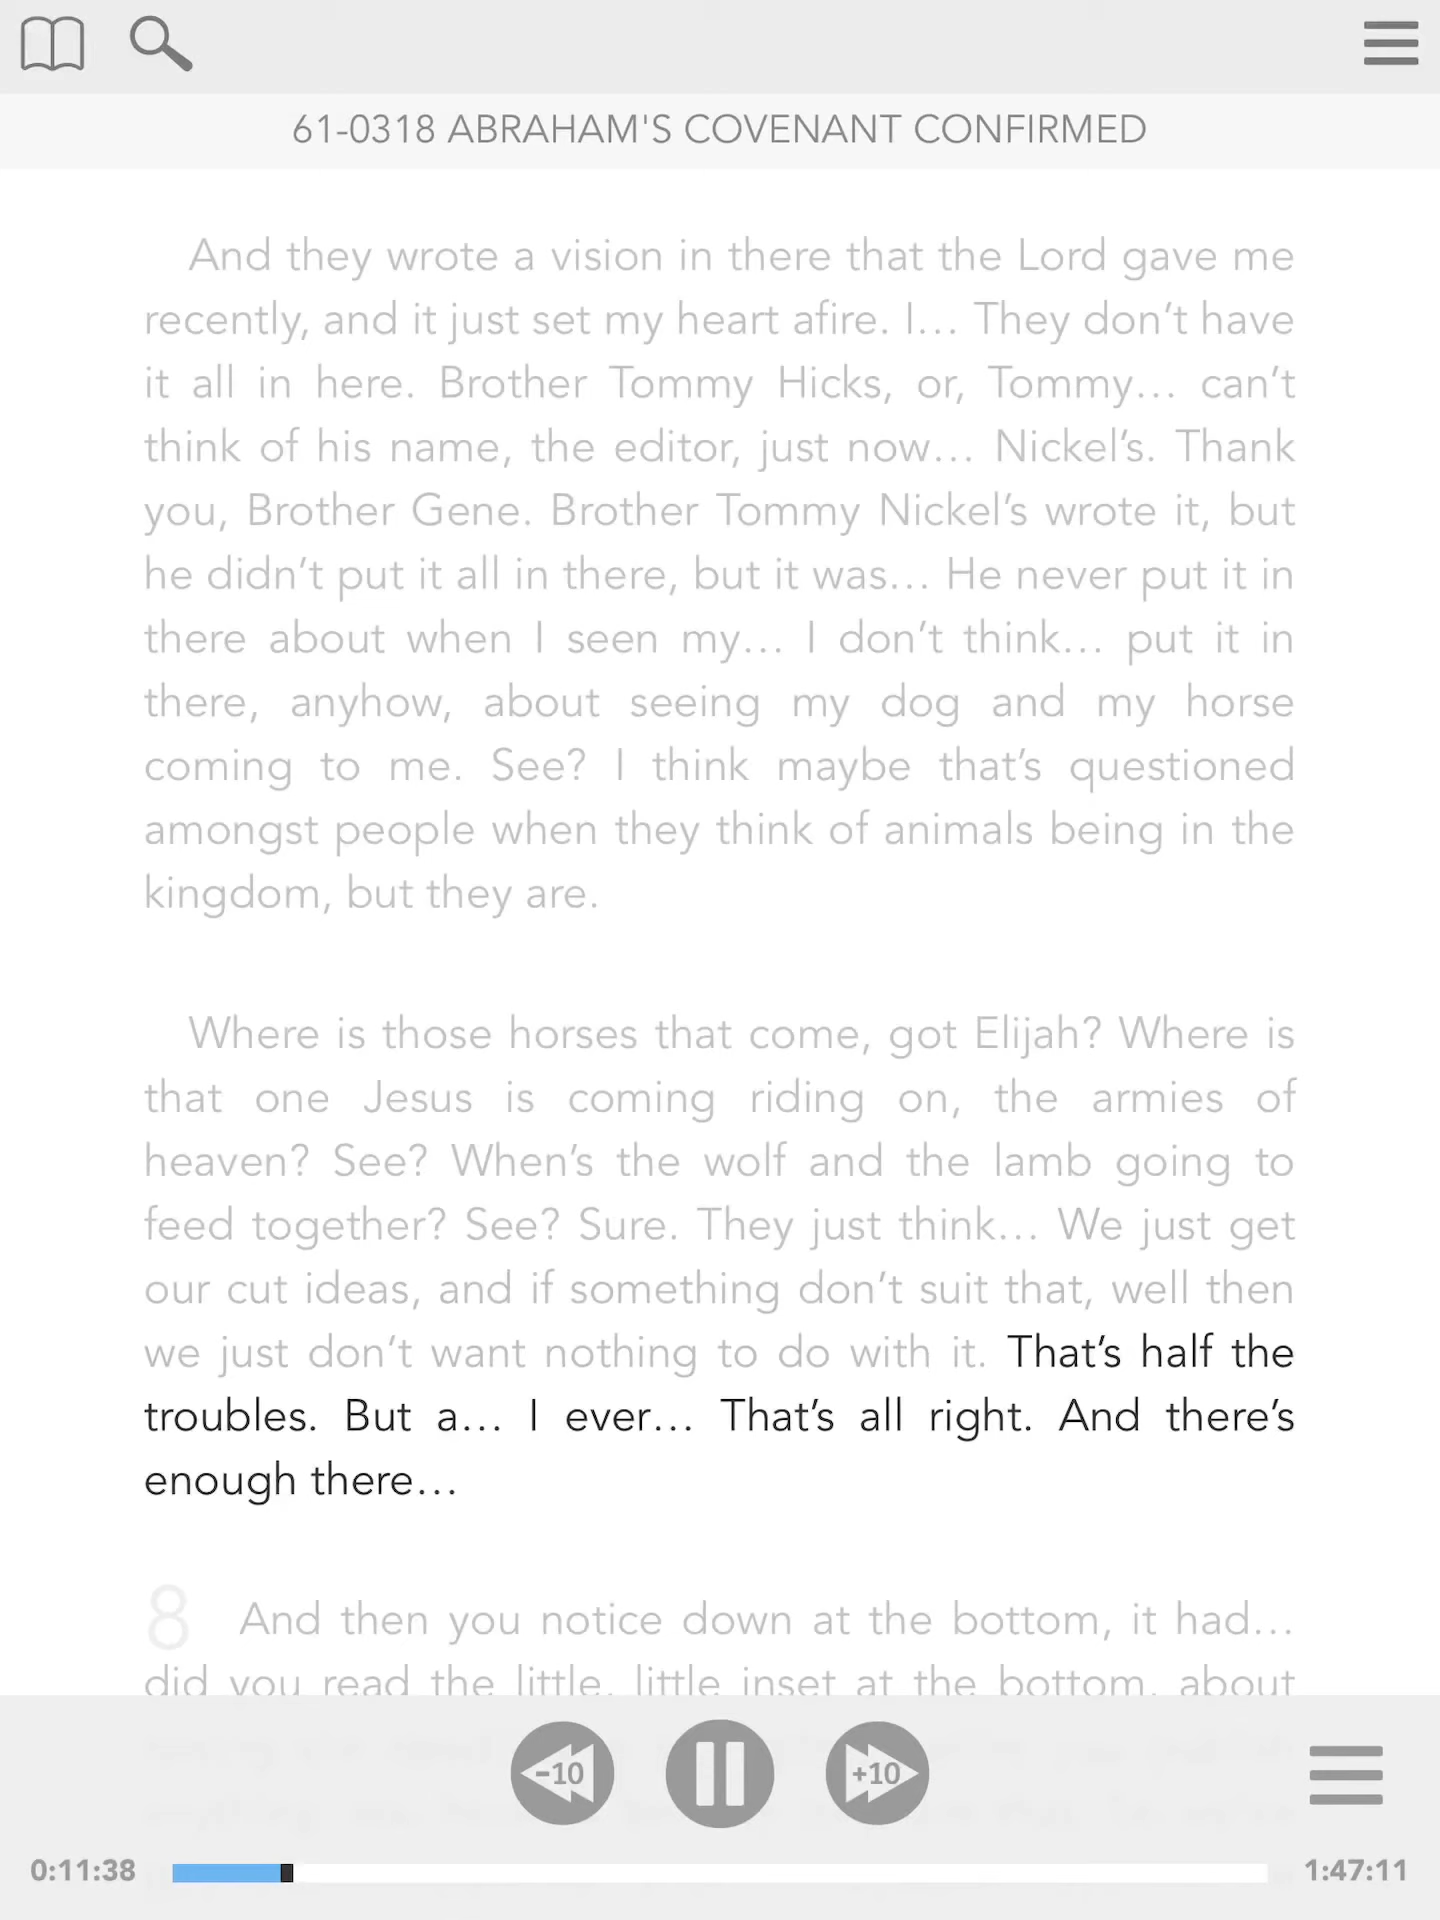 61-0318 ABRAHAM'S COVENANT CONFIRMED
And they wrote a vision in there that the Lord gave me
recently, and it just set my heart afire. I… They don’t have
it all in here. Brother Tommy Hicks, or, Tommy… can’t
think of his name, the editor, just now… Nickel’s. Thank
you, Brother Gene. Brother Tommy Nickel’s wrote it, but
he didn’t put it all in there, but it was… He never put it in
there about when I seen my… I don’t think… put it in
there, anyhow, about seeing my dog and my horse
coming to me. See? I think maybe that’s questioned
amongst people when they think of animals being in the
kingdom, but they are.
Where is those horses that come, got Elijah? Where is
that one Jesus is coming riding on, the armies of
heaven? See? When’s the wolf and the lamb going to
feed together? See? Sure. They just think… We just get
our cut ideas, and if something don’t suit that, well then
we just don’t want nothing to do with it. That’s half the
troubles. But a… I ever… That’s all right. And there’s
enough there…
8 And then you notice down at the bottom, it had…
did you read the little, little inset at the bottom, about
-10 +10
0:11:38 1:47:11